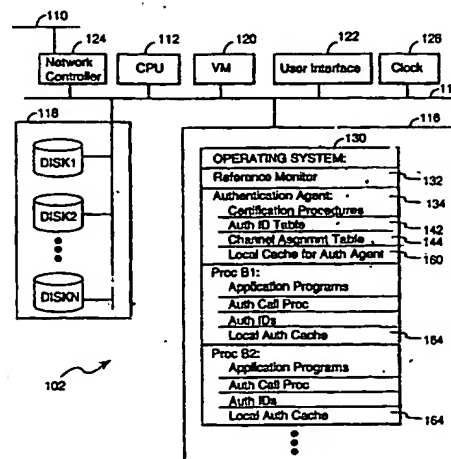 110
124
112
120
122
126
Network
Controller
CPU
VM
User Interface
Clock
11
118
116
130
DISK1
DISK2
DISKN
102
OPERATING SYSTEM:
Reference Monitor
132
Authentication Agent:
134
Certification Procedures
Auth ID Table
142
Channel Asgnmt Table
144
Local Cache for Auth Agent
160
Proc B1:
Application Programs
Auth Call Proc
Auth IDs
Local Auth Cache
164
Proc B2:
Application Programs
Auth Call Proc
Auth IDs
Local Auth Cache
164